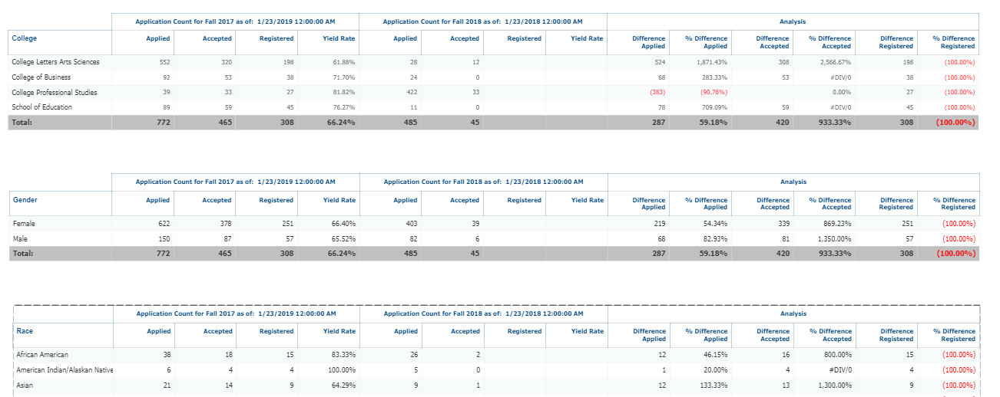 Application Count for Fall 2017 as of: 1/23/2019 12:00:00 AM Application Count for Fall 2018 as of: 1/23/2018 12:00:00 AM Analysis
College Applied Accepted Registered Yield Rate Applied Accepted Registered Yield Rate Difference Applied % Difference Applied Difference Accepted % Difference Accepted Difference Registered % Difference Registered
College Letters Arts Sciences 552 320 198 61.88% 28 12 524 1,871.43% 308 2,566.67% 198 (100.00%)
College of Business 92 53 38 71.70% 24 0 68 283.33% 53 #DIV/0 38 (100.00%)
College Professional Studies 39 33 27 81.82% 422 33 (383) (90.76%) 0.00% 27 (100.00%)
School of Education 89 59 45 76.27% 11 0 78 709.09% 59 #DIV/0 45 (100.00%)
Total: 772 465 308 66.24% 485 45 287 59.18% 420 933.33% 308 (100.00%)
Application Count for Fall 2017 as of: 1/23/2019 12:00:00 AM Application Count for Fall 2018 as of: 1/23/2018 12:00:00 AM Analysis
Gender Applied Accepted Registered Yield Rate Applied Accepted Registered Yield Rate Difference Applied % Difference Applied Difference Accepted % Difference Accepted Difference Registered % Difference Registered
Female 622 378 251 66.40% 403 39 219 54.34% 339 869.23% 251 (100.00%)
Male 150 87 57 65.52% 82 6 68 82.93% 81 1,350.00% 57 (100.00%)
Total: 772 465 308 66.24% 485 45 287 59.18% 420 933.33% 308 (100.00%)
Application Count for Fall 2017 as of: 1/23/2019 12:00:00 AM Application Count for Fall 2018 as of: 1/23/2018 12:00:00 AM Analysis
Race Applied Accepted Registered Yield Rate Applied Accepted Registered Yield Rate Difference Applied % Difference Applied Difference Accepted % Difference Accepted Difference Registered % Difference Registered
African American 38 18 15 83.33% 26 2 12 46.15% 16 800.00% 15 (100.00%)
American Indian/Alaskan Native 6 4 4 100.00% 5 0 1 20.00% 4 #DIV/0 4 (100.00%)
Asian 21 14 9 64.29% 9 1 12 133.33% 13 1,300.00% 9 (100.00%)